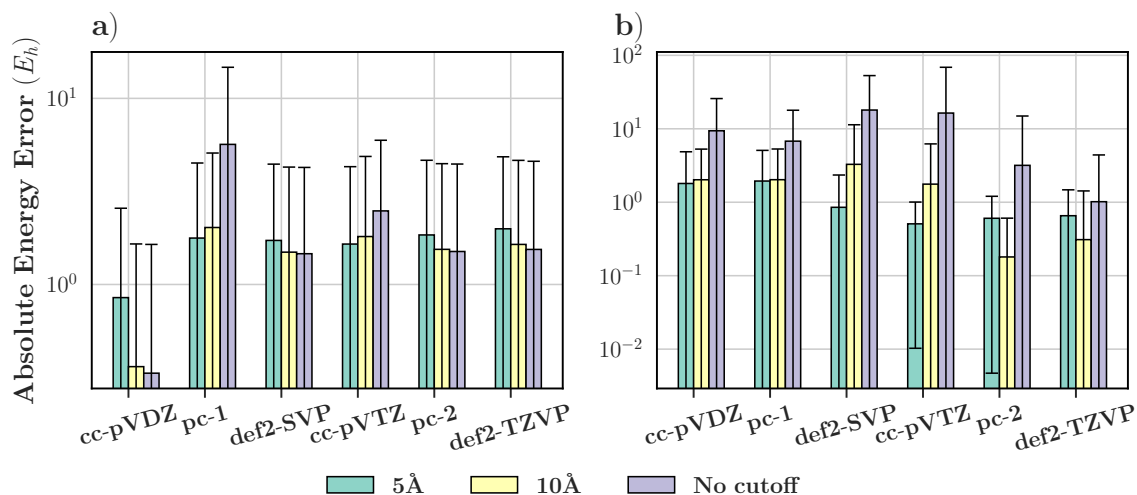 a)
b)
Absolute Energy Error (E_h)
10^1
10^0
10^2
10^1
10^0
10^-1
10^-2
cc-pVDZ
pc-1
def2-SVP
cc-pVTZ
pc-2
def2-TZVP
cc-pVDZ
pc-1
def2-SVP
cc-pVTZ
pc-2
def2-TZVP
5Å
10Å
No cutoff